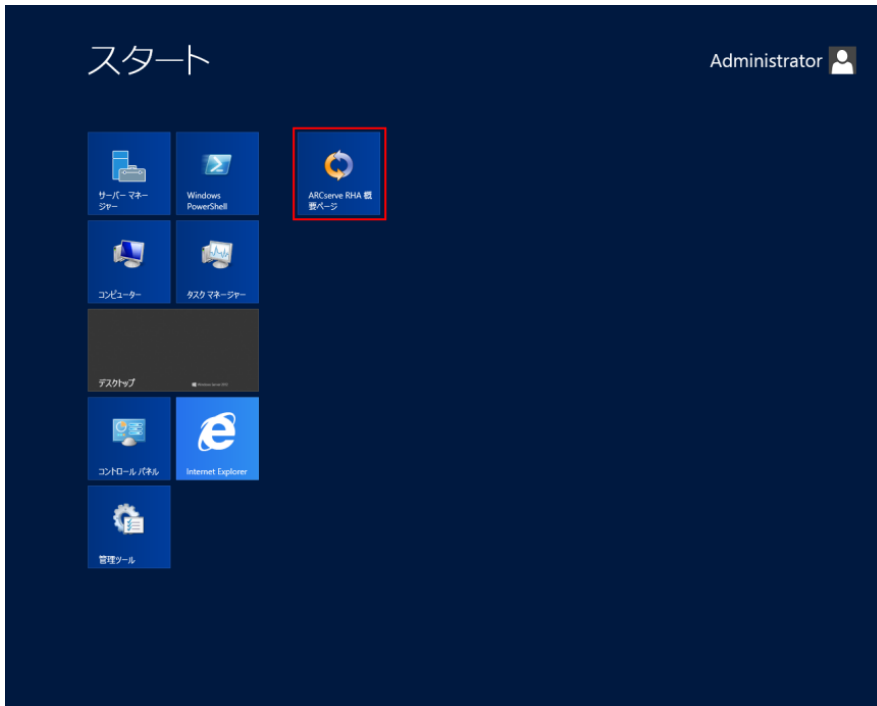 スタート
Administrator
サーバー マネー
ジャー
Windows
PowerShell
ARCserve RHA 概
要ページ
コンピューター
タスク マネージャー
デスクトップ
コントロール パネル
Internet Explorer
管理ツール